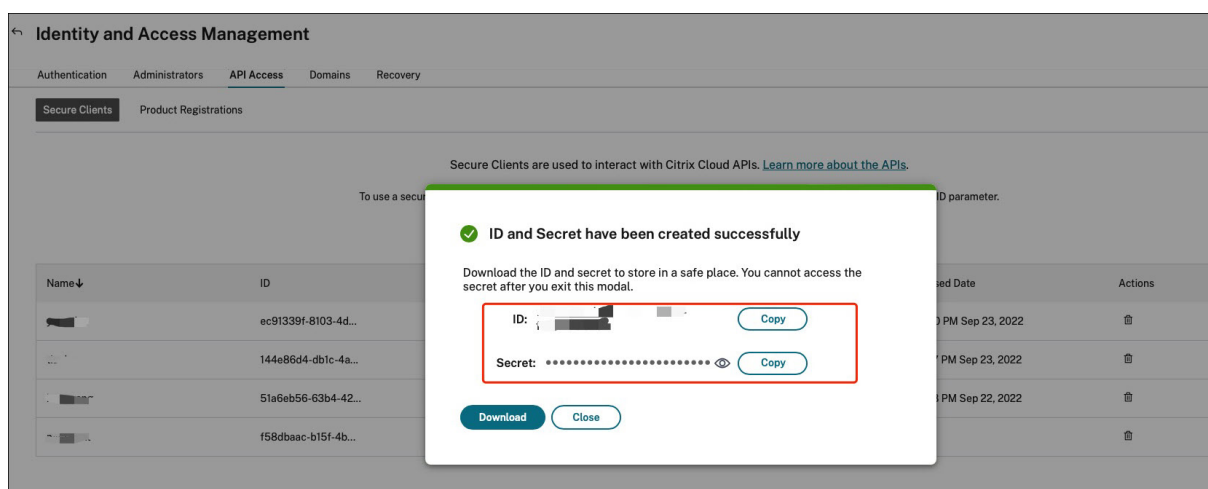 Identity and Access Management
Authentication Administrators API Access Domains Recovery
Secure Clients Product Registrations
Secure Clients are used to interact with Citrix Cloud APIs. Learn more about the APIs.
To use a secur ID parameter.
ID and Secret have been created successfully
Download the ID and secret to store in a safe place. You cannot access the
secret after you exit this modal.
Name ID sed Date Actions
ID: Copy
ec91339f-8103-4d... PM Sep 23, 2022
Secret: Copy
144e86d4-db1c-4a... PM Sep 23, 2022
51a6eb56-63b4-42... PM Sep 22, 2022
Download Close
f58dbaac-b15f-4b...